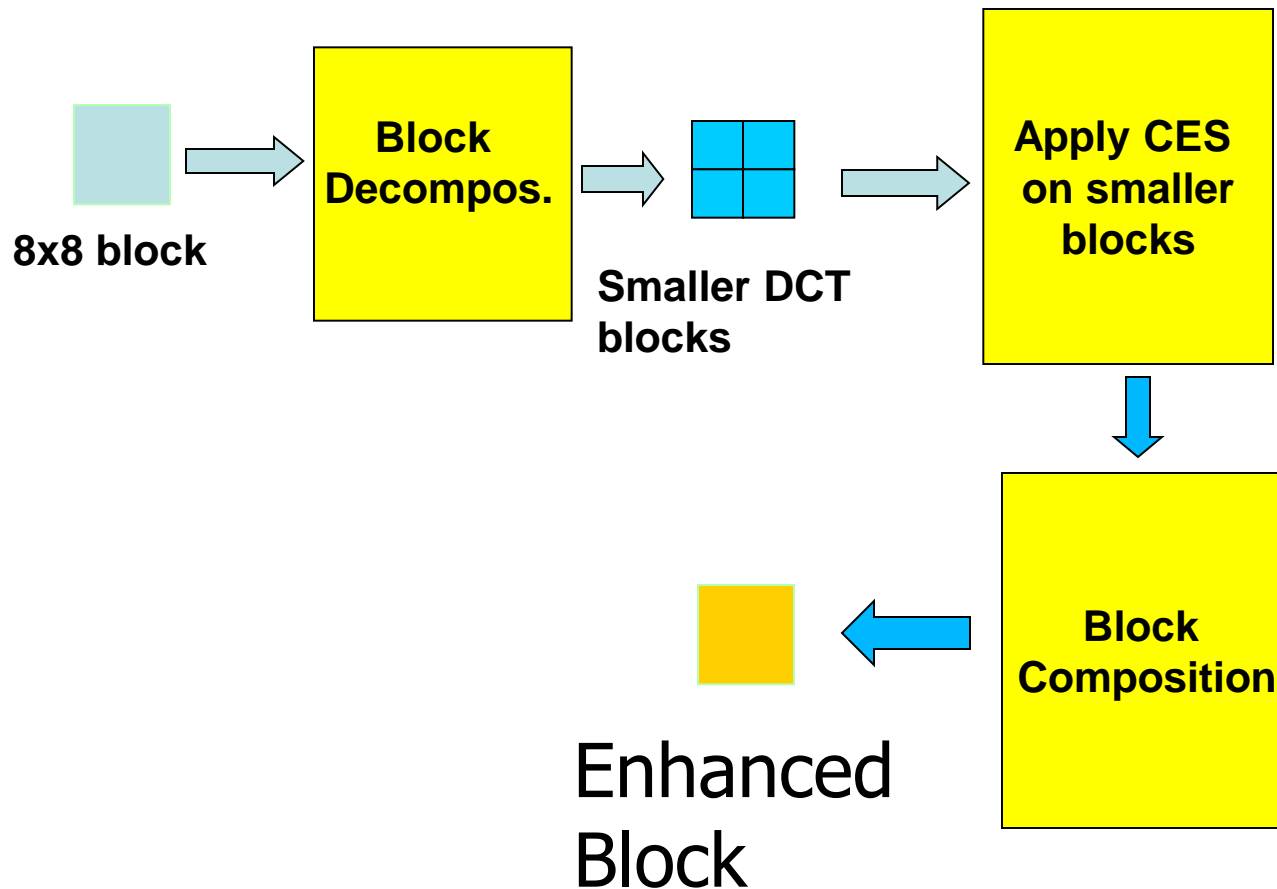 8x8 block
Block
Decompos.
Smaller DCT
blocks
Apply CES
on smaller
blocks
Block
Composition
Enhanced
Block